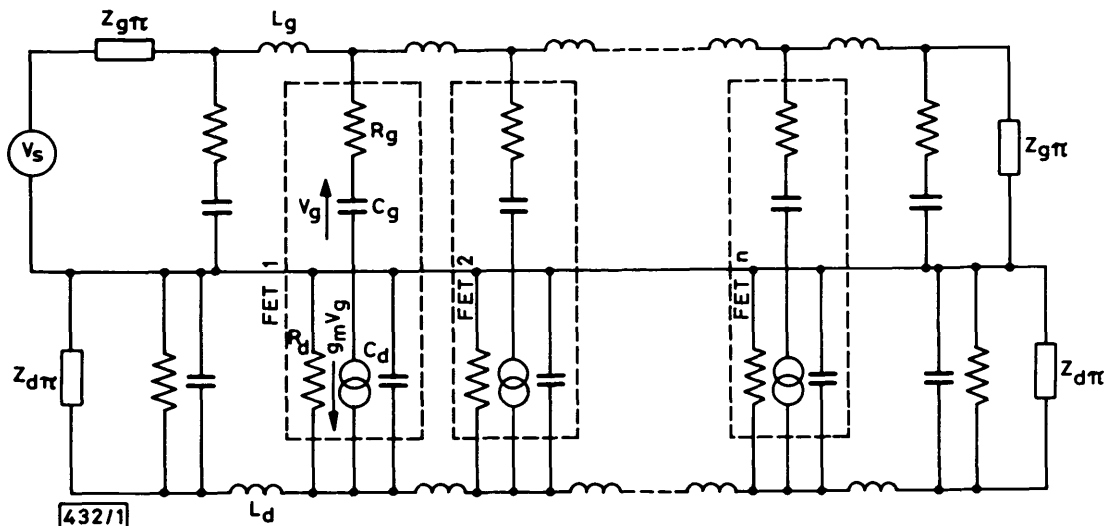 Zgπ
Lg
Vs
Rg
Vg
Cg
Zgπ
FET 1
FET 2
FET n
Rd
gmVg
Cd
Zdπ
Zdπ
Ld
432/1